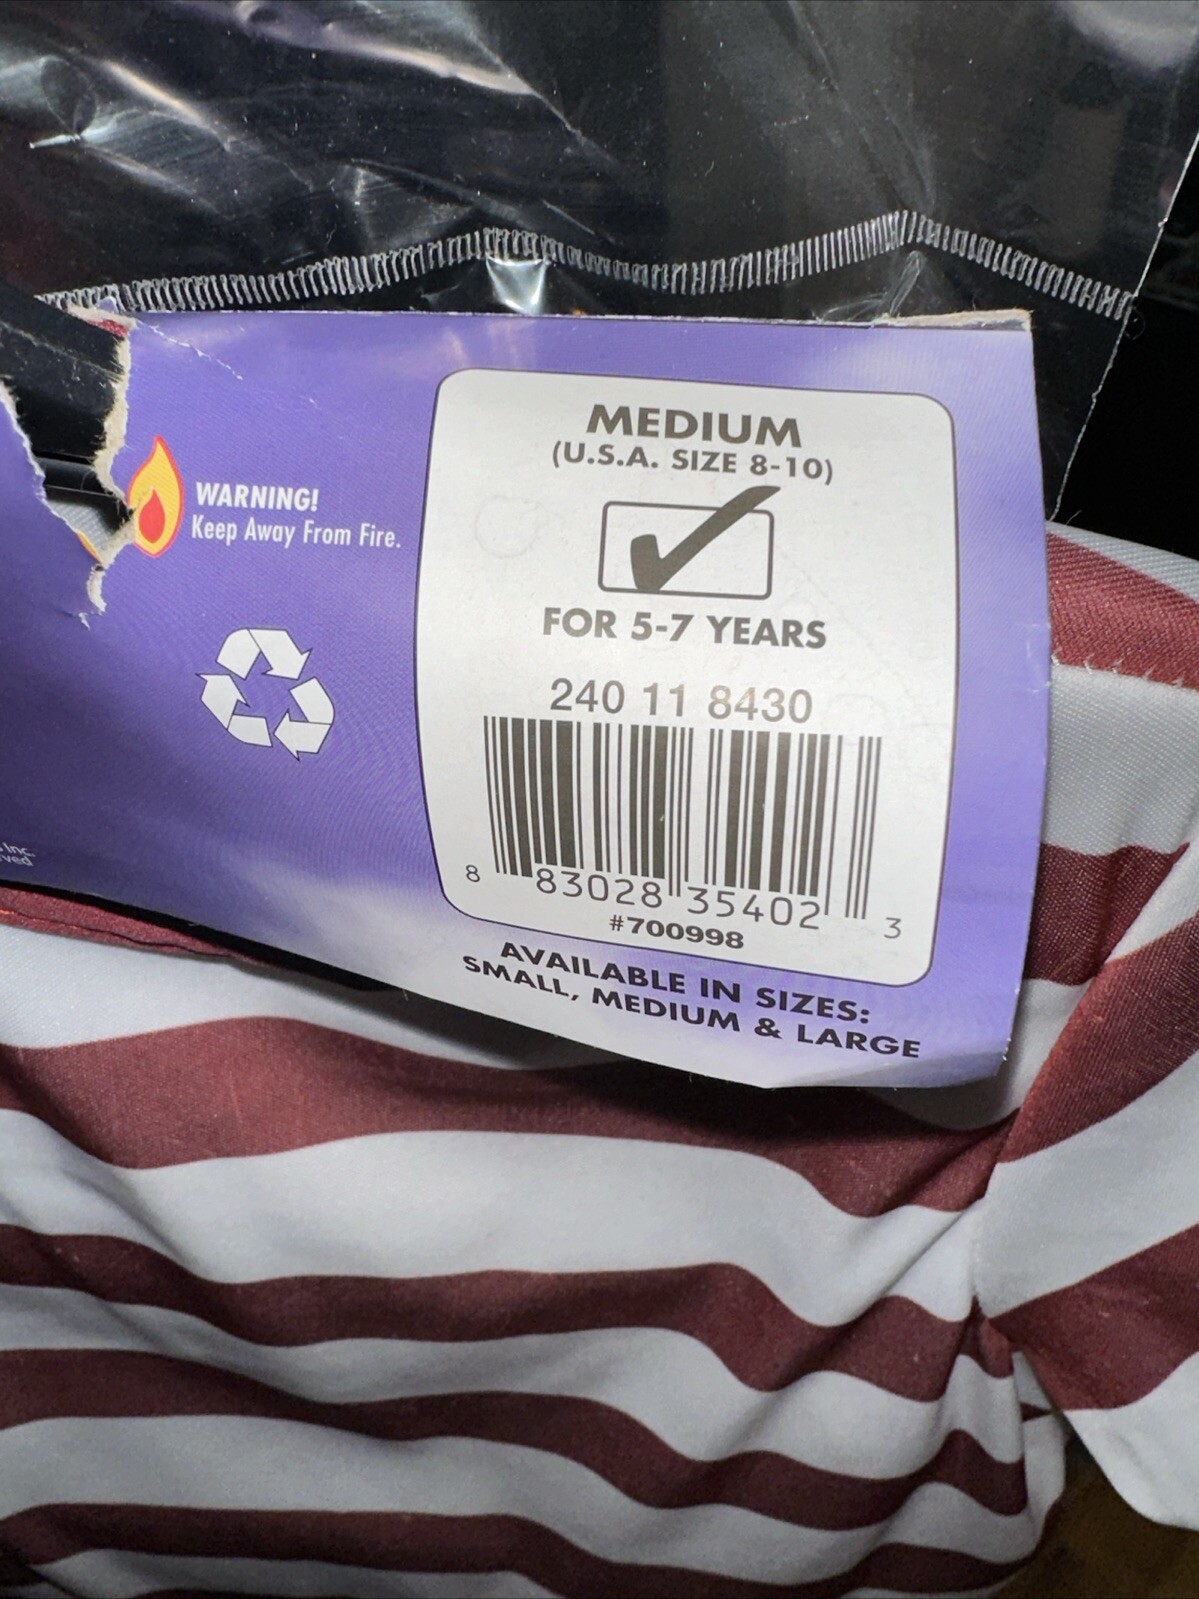 WARNING!
Keep Away From Fire.
Inc.
MEDIUM
(U.S.A. SIZE 8-10)
FOR 5-7 YEARS
240 11 8430
8 83028 35402 3
#700998
AVAILABLE IN SIZES:
SMALL, MEDIUM & LARGE